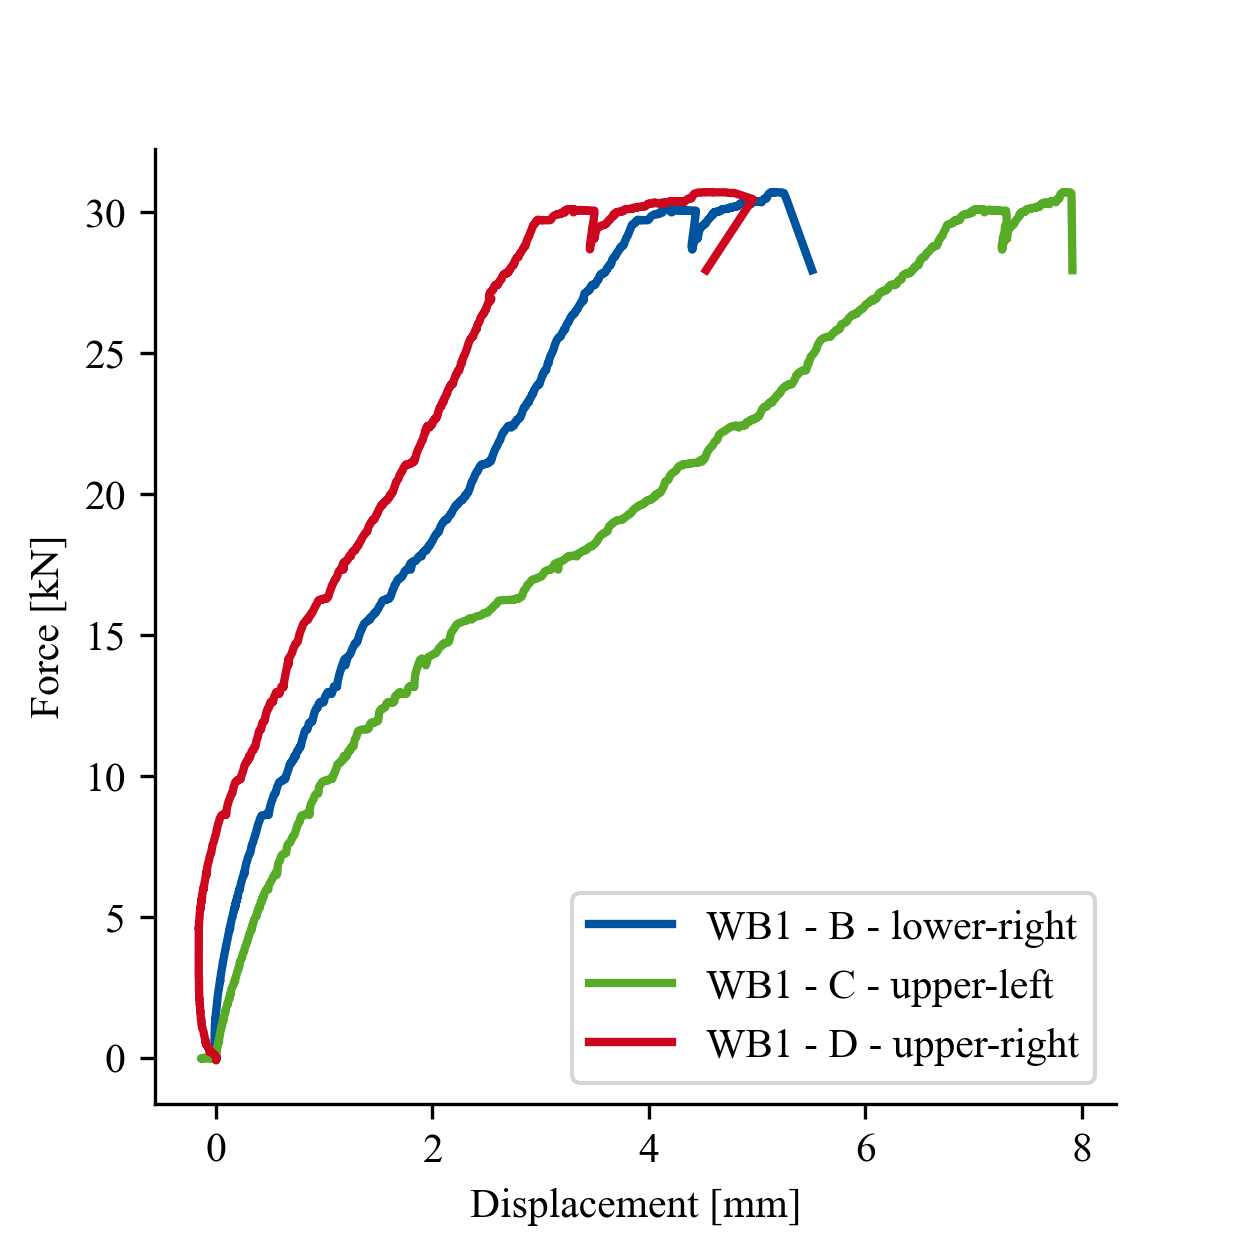 30
25
20
15
10
5
0
Force [kN]
WB1 - B - lower-right
WB1 - C - upper-left
WB1 - D - upper-right
0 2 4 6 8
Displacement [mm]